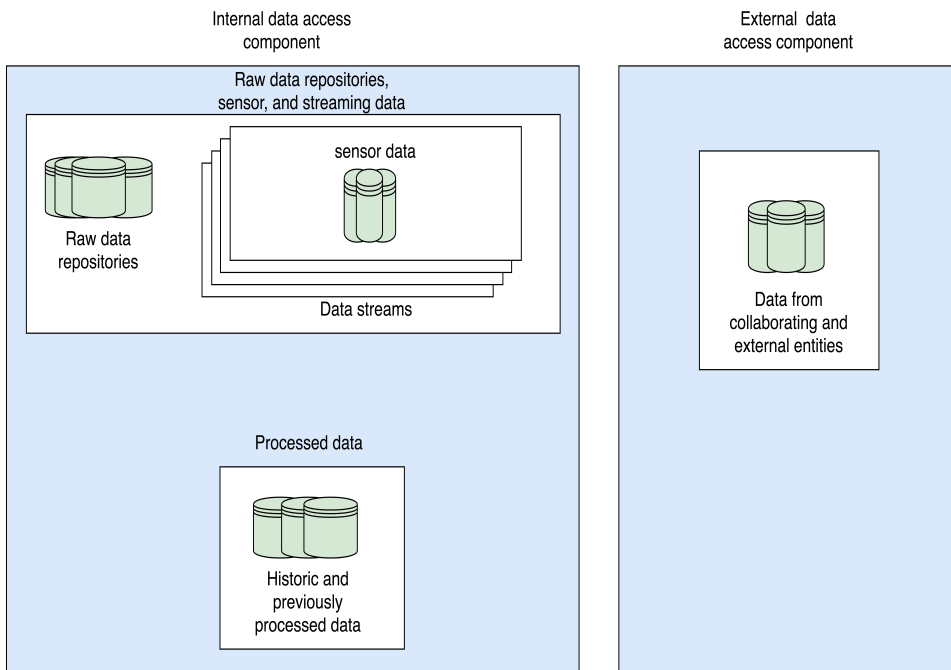 Internal data access
component
External data
access component
Raw data repositories,
sensor, and streaming data
sensor data
Raw data
repositories
Data streams
Data from
collaborating and
external entities
Processed data
Historic and
previously
processed data